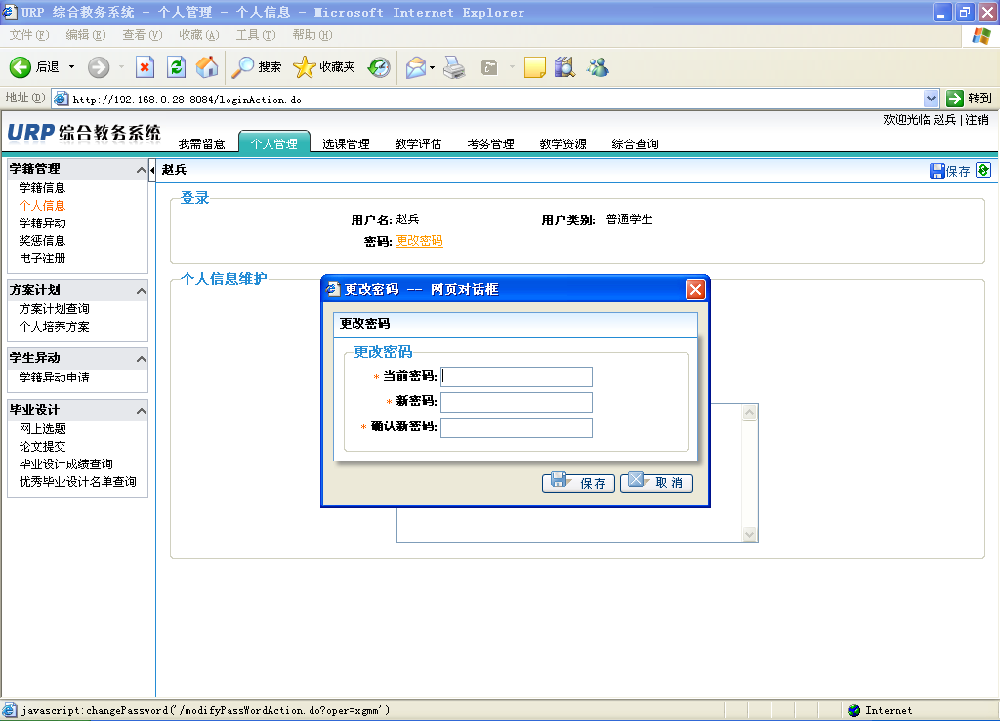 URP 综合教务系统 - 个人管理 - 个人信息 - Microsoft Internet Explorer
文件(F) 编辑(E) 查看(V) 收藏(A) 工具(T) 帮助(H)
后退 搜索 收藏夹
地址(D) http://192.168.0.28:8084/loginAction.do 转到
欢迎光临 赵兵 | 注销
URP 综合教务系统 我需留意 个人管理 选课管理 教学评估 考务管理 教学资源 综合查询
学籍管理
学籍信息
个人信息
学籍异动
奖惩信息
电子注册
方案计划
方案计划查询
个人培养方案
学生异动
学籍异动申请
毕业设计
网上选题
论文提交
毕业设计成绩查询
优秀毕业设计名单查询
赵兵 保存
登录
用户名: 赵兵 用户类别: 普通学生
密码: 更改密码
个人信息维护
更改密码 -- 网页对话框
更改密码
更改密码
* 当前密码:
* 新密码:
* 确认新密码:
保存 取消
javascript:changePassword('/modifyPassWordAction.do?oper=xgmm') Internet